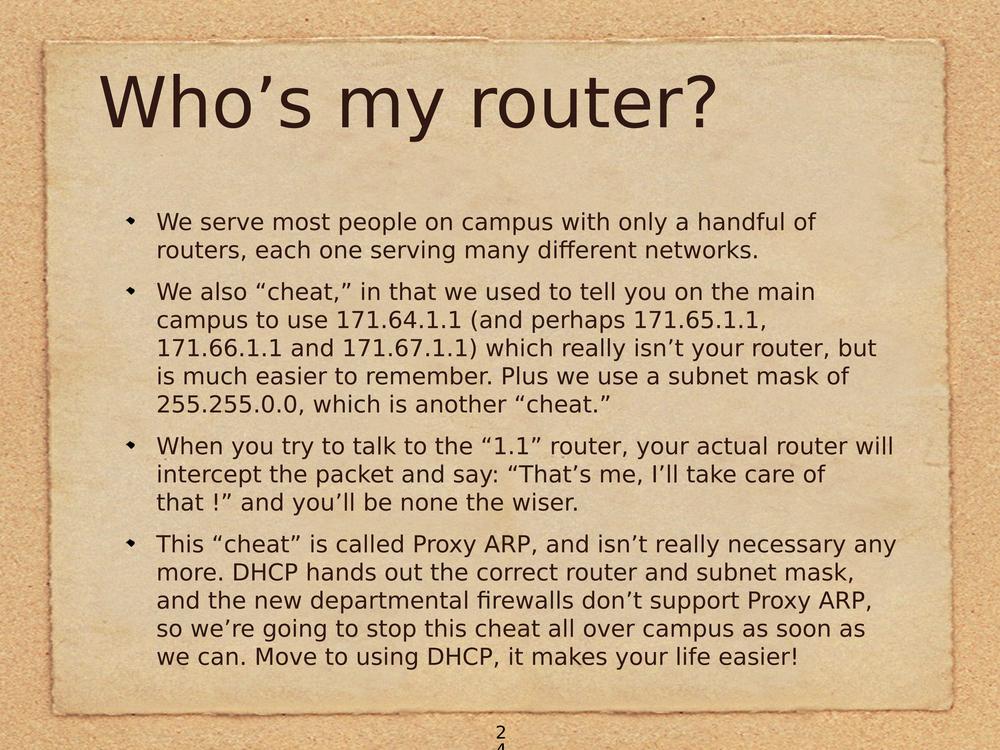 Who’s my router?
• We serve most people on campus with only a handful of
routers, each one serving many different networks.
• We also “cheat,” in that we used to tell you on the main
campus to use 171.64.1.1 (and perhaps 171.65.1.1,
171.66.1.1 and 171.67.1.1) which really isn’t your router, but
is much easier to remember. Plus we use a subnet mask of
255.255.0.0, which is another “cheat.”
• When you try to talk to the “1.1” router, your actual router will
intercept the packet and say: “That’s me, I’ll take care of
that !” and you’ll be none the wiser.
• This “cheat” is called Proxy ARP, and isn’t really necessary any
more. DHCP hands out the correct router and subnet mask,
and the new departmental firewalls don’t support Proxy ARP,
so we’re going to stop this cheat all over campus as soon as
we can. Move to using DHCP, it makes your life easier!
2
4